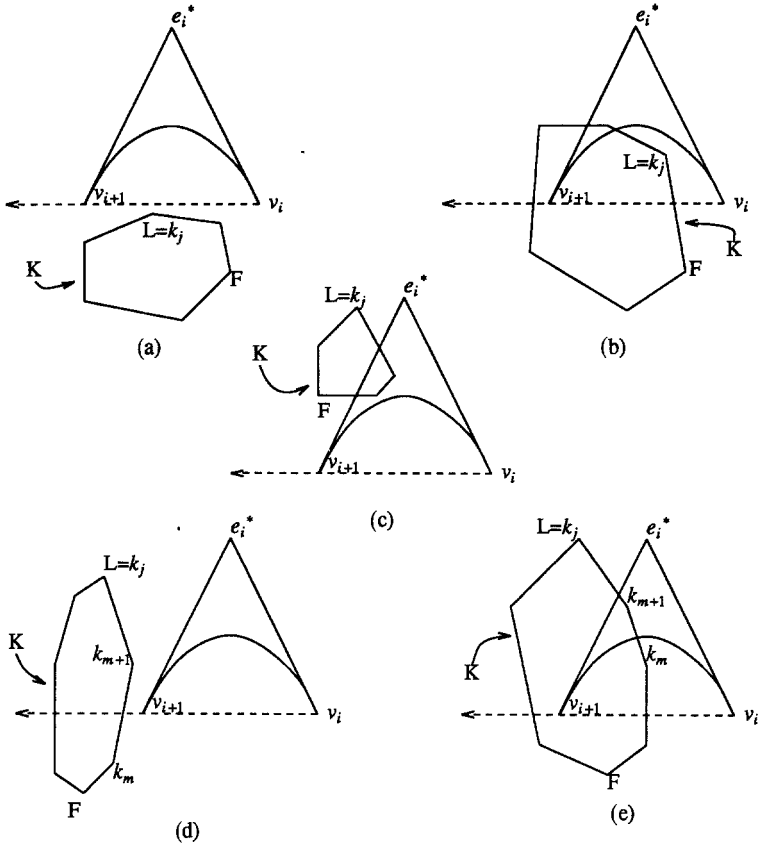 e_i*
v_{i+1}
v_i
L=k_j
K
F
(a)
e_i*
L=k_j
v_{i+1}
v_i
K
F
(b)
L=k_j
e_i*
K
F
v_{i+1}
v_i
(c)
e_i*
L=k_j
K
k_{m+1}
v_{i+1}
v_i
k_m
F
(d)
L=k_j
e_i*
k_{m+1}
K
k_m
v_{i+1}
v_i
F
(e)